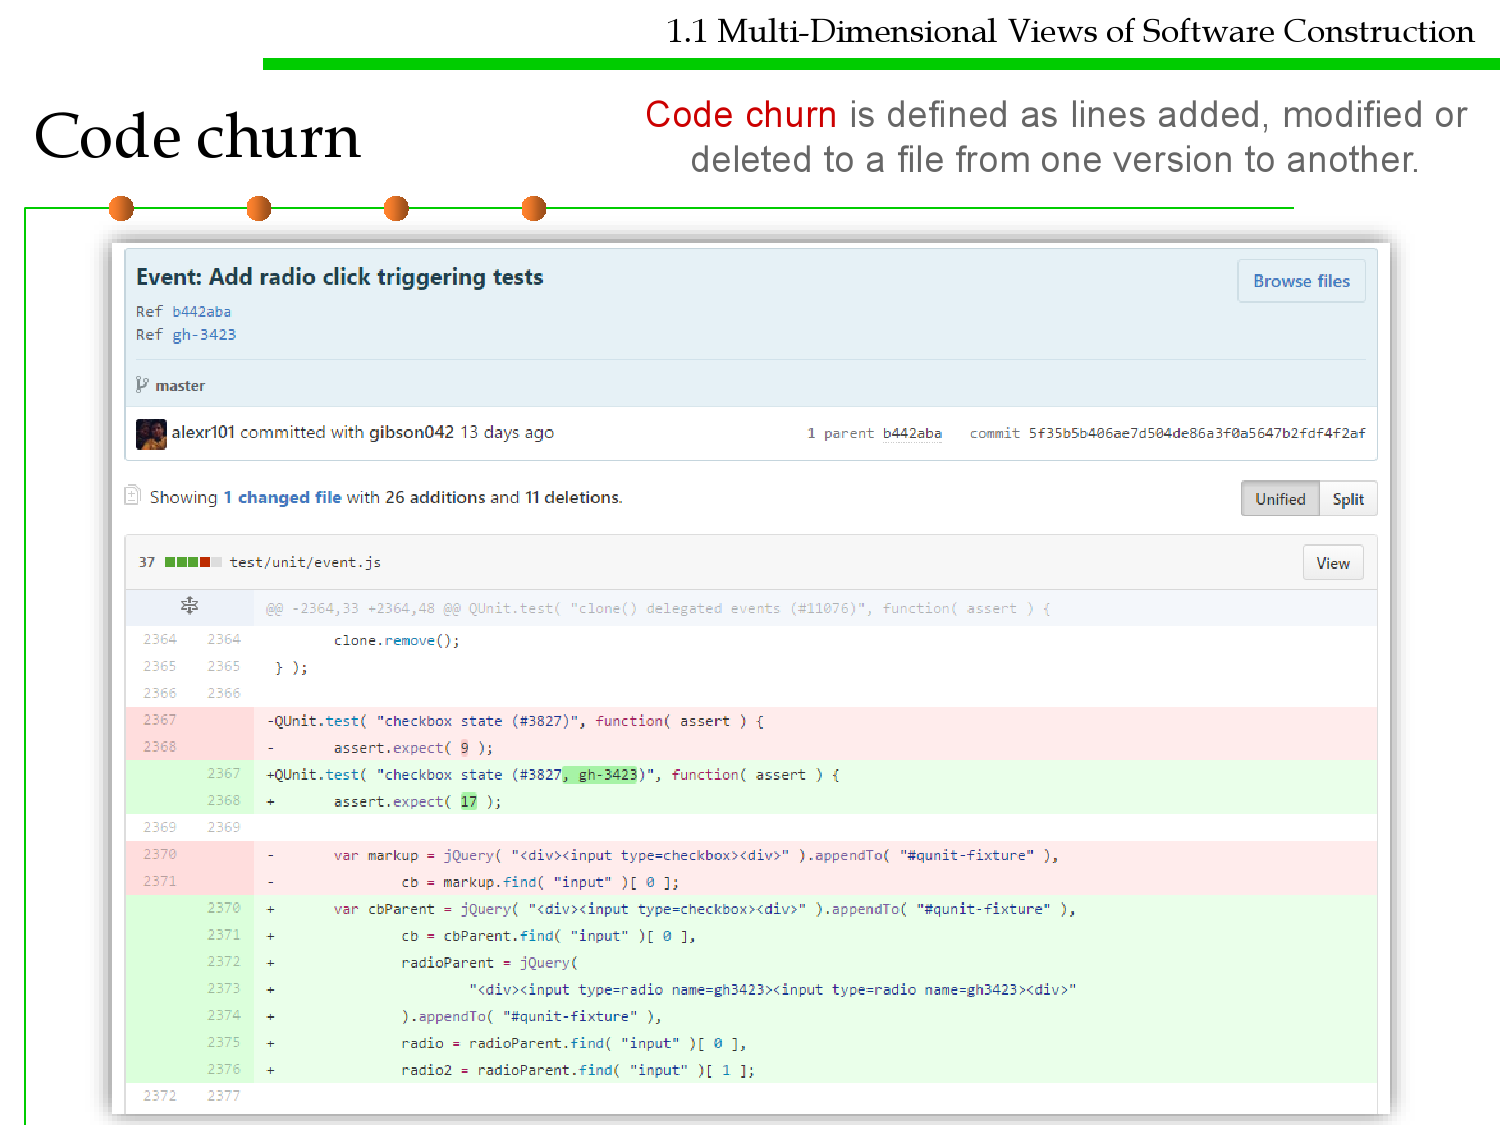 1.1 Multi-Dimensional Views of Software Construction
Code churn
Code churn is defined as lines added, modified or
deleted to a file from one version to another.
Event: Add radio click triggering tests
Browse files
Ref b442aba
Ref gh-3423
master
alexr101 committed with gibson042 13 days ago
1 parent b442aba commit 5f35b5b406ae7d504de86a3f0a5647b2fdf4f2af
Showing 1 changed file with 26 additions and 11 deletions.
Unified Split
37 test/unit/event.js
View
@@ -2364,33 +2364,48 @@ QUnit.test( "clone() delegated events (#11076)", function( assert ) {
2364 2364 clone.remove();
2365 2365 } );
2366 2366
2367 -QUnit.test( "checkbox state (#3827)", function( assert ) {
2368 - assert.expect( 9 );
2367 +QUnit.test( "checkbox state (#3827, gh-3423)", function( assert ) {
2368 + assert.expect( 17 );
2369 2369
2370 - var markup = jQuery( "<div><input type=checkbox><div>" ).appendTo( "#qunit-fixture" ),
2371 - cb = markup.find( "input" )[ 0 ];
2370 + var cbParent = jQuery( "<div><input type=checkbox><div>" ).appendTo( "#qunit-fixture" ),
2371 + cb = cbParent.find( "input" )[ 0 ],
2372 + radioParent = jQuery(
2373 + "<div><input type=radio name=gh3423><input type=radio name=gh3423><div>"
2374 + ).appendTo( "#qunit-fixture" ),
2375 + radio = radioParent.find( "input" )[ 0 ],
2376 + radio2 = radioParent.find( "input" )[ 1 ];
2372 2377